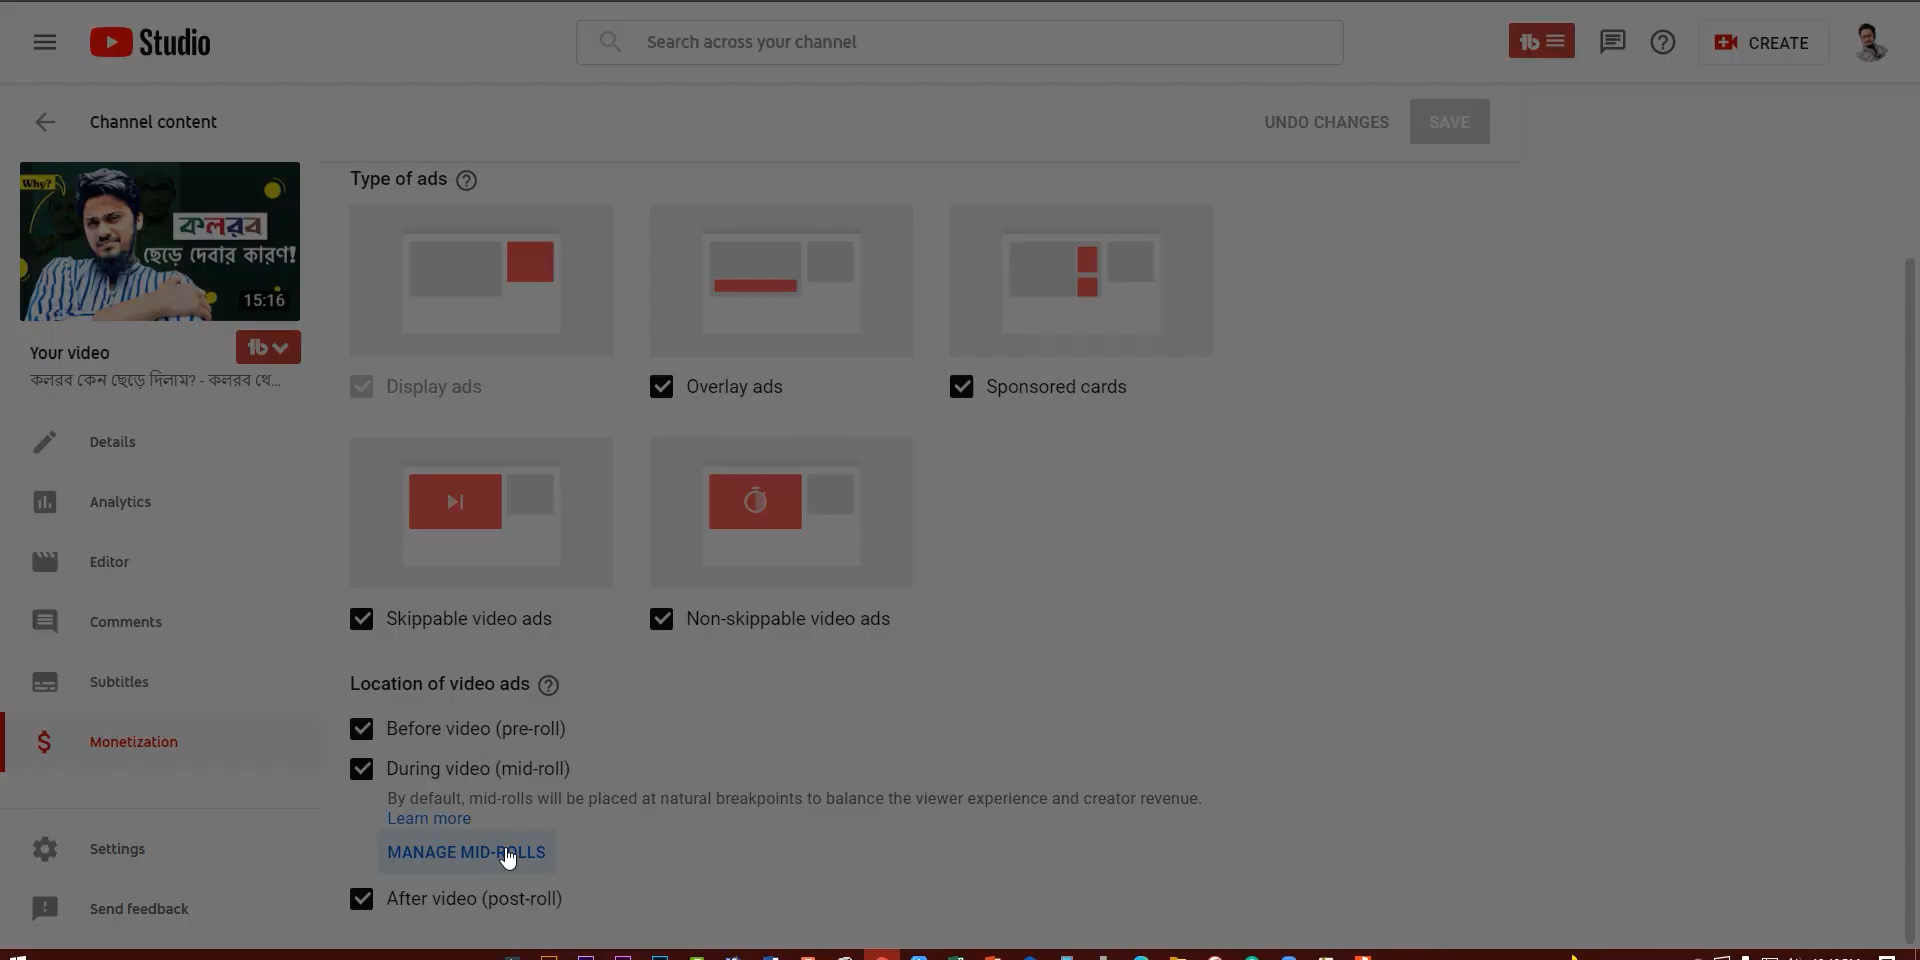 Studio
Search across your channel
CREATE
Channel content
UNDO CHANGES
SAVE
Why?
কলরব
ছেড়ে দেবার কারণ!
15:16
Your video
কলরব কেন ছেড়ে দিলাম? - কলরব থে...
Details
Analytics
Editor
Comments
Subtitles
Monetization
Settings
Send feedback
Type of ads
Display ads
Overlay ads
Sponsored cards
Skippable video ads
Non-skippable video ads
Location of video ads
Before video (pre-roll)
During video (mid-roll)
By default, mid-rolls will be placed at natural breakpoints to balance the viewer experience and creator revenue.
Learn more
MANAGE MID-ROLLS
After video (post-roll)